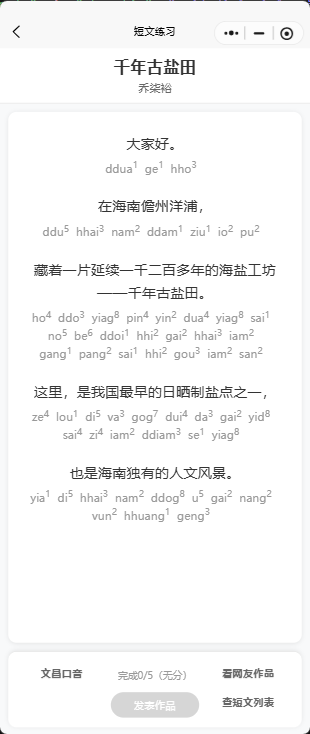 短文练习
千年古盐田
乔柒裕
大家好。
ddua¹ ge¹ hho³
在海南儋州洋浦，
ddu⁵ hhai³ nam² ddam¹ ziu¹ io² pu²
藏着一片延续一千二百多年的海盐工坊
——千年古盐田。
ho⁴ ddo³ yiag⁸ pin⁴ yin² dua⁴ yiag⁸ sai¹
no⁵ be⁶ ddoi¹ hhi² gai² hhai³ iam²
gang¹ pang² sai¹ hhi² gou³ iam² san²
这里，是我国最早的日晒制盐点之一，
ze⁴ lou¹ di⁵ va³ gog⁷ dui⁴ da³ gai² yid⁸
sai⁴ zi⁴ iam² ddiam³ se¹ yiag⁸
也是海南独有的人文风景。
yia¹ di⁵ hhai³ nam² ddog⁸ u⁵ gai² nang²
vun² hhuang¹ geng³
文昌口音
完成0/5（无分）
看网友作品
发表作品
查短文列表